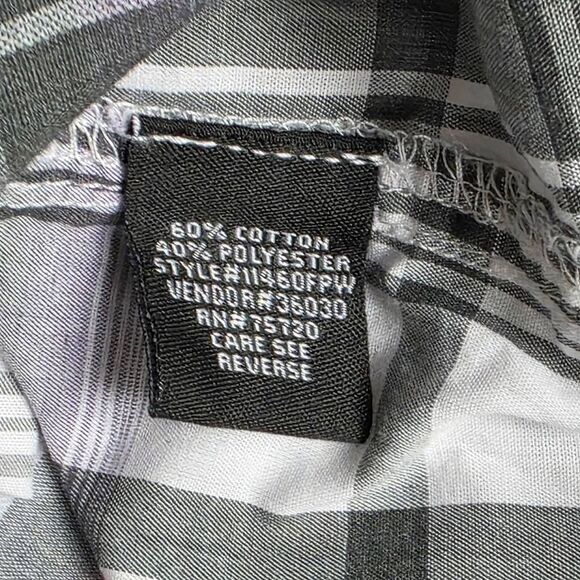 60% COTTON
40% POLYESTER
STYLE#11460FPW
VENDOR#36030
RN#75720
CARE SEE
REVERSE